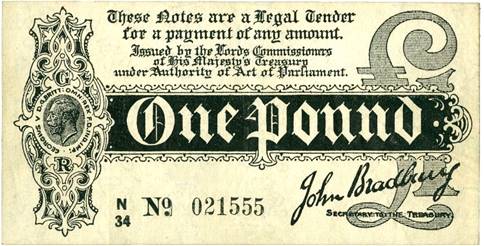 These Notes are a Legal Tender
for a payment of any amount.
Issued by the Lords Commissioners
of His Majesty's Treasury
under Authority of Act of Parliament.
£
G
GEORGIVS V
R
One Pound
N
34
No. 021555
John Bradbury
SECRETARY TO THE TREASURY.